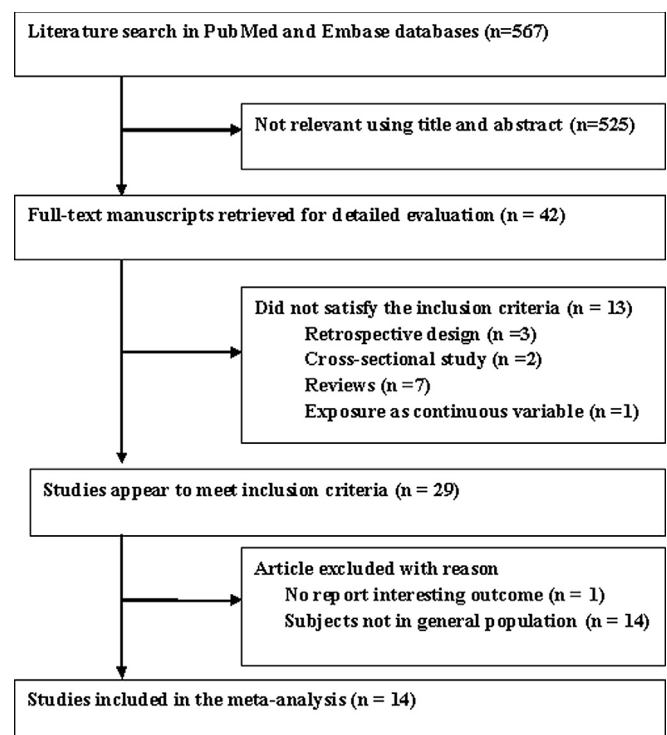 Literature search in PubMed and Embase databases (n=567)
Not relevant using title and abstract (n=525)
Full-text manuscripts retrieved for detailed evaluation (n = 42)
Did not satisfy the inclusion criteria (n = 13)
Retrospective design (n =3)
Cross-sectional study (n =2)
Reviews (n =7)
Exposure as continuous variable (n =1)
Studies appear to meet inclusion criteria (n = 29)
Article excluded with reason
No report interesting outcome (n = 1)
Subjects not in general population (n = 14)
Studies included in the meta-analysis (n = 14)